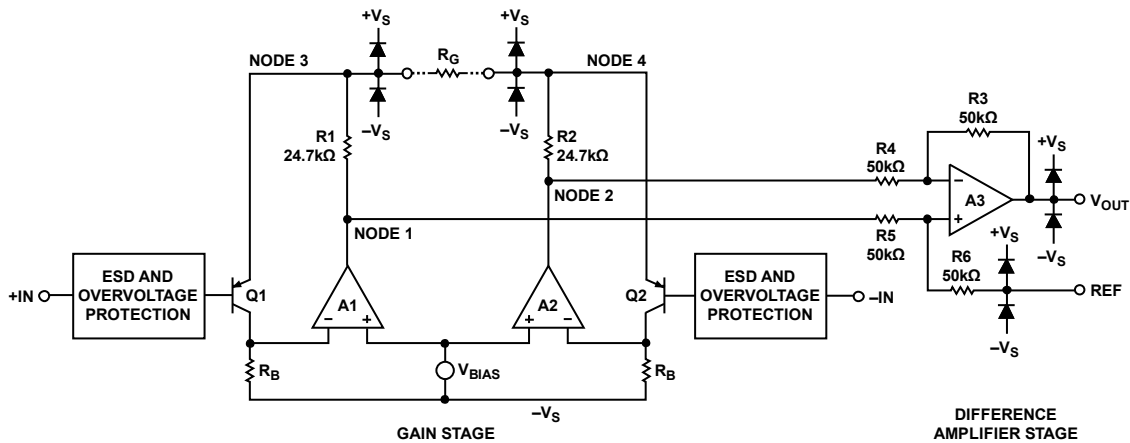 +VS
+VS
NODE 3
RG
NODE 4
−VS
−VS
R1
24.7kΩ
R2
24.7kΩ
R3
50kΩ
R4
50kΩ
+VS
−
A3
+
VOUT
NODE 2
NODE 1
R5
50kΩ
−VS
+VS
R6
50kΩ
REF
−VS
+IN
ESD AND
OVERVOLTAGE
PROTECTION
Q1
A1
−
+
A2
+
−
Q2
ESD AND
OVERVOLTAGE
PROTECTION
−IN
RB
VBIAS
RB
−VS
GAIN STAGE
DIFFERENCE
AMPLIFIER STAGE